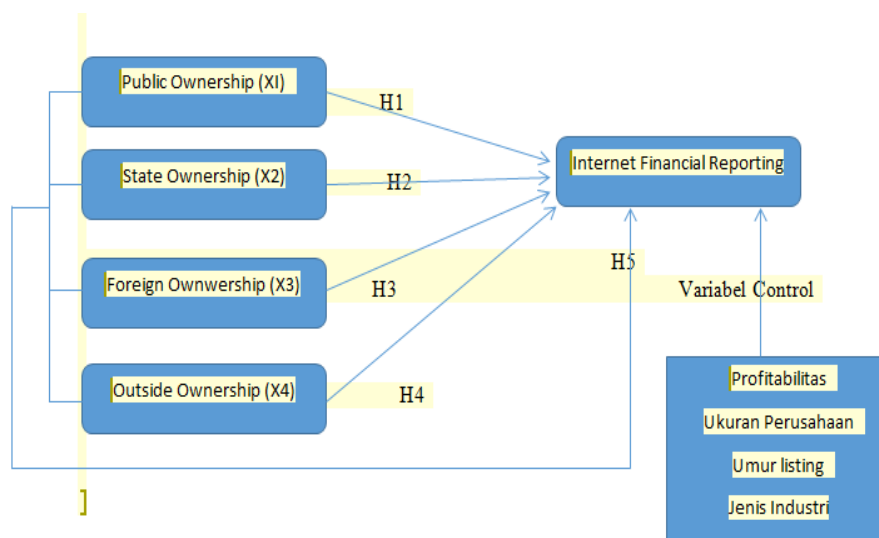 Public Ownership (XI)
H1
Internet Financial Reporting
State Ownership (X2)
H2
H5
Foreign Ownwership (X3)
H3
Variabel Control
Outside Ownership (X4)
H4
Profitabilitas
Ukuran Perusahaan
Umur listing
Jenis Industri